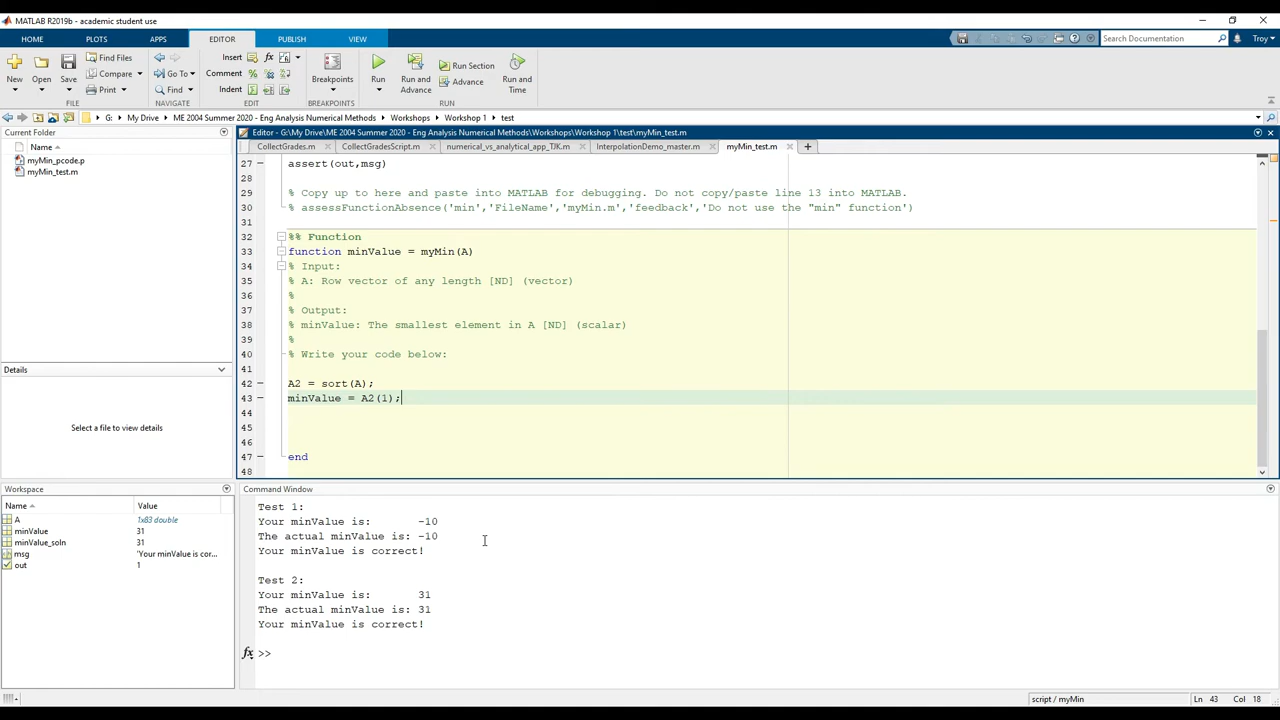 MATLAB R2019b - academic student use
HOME PLOTS APPS EDITOR PUBLISH VIEW
Search Documentation Troy
New Open Save Find Files Compare Print
Go To Find
Insert Comment Indent
Breakpoints
Run Run and Advance Run Section Advance Run and Time
FILE NAVIGATE EDIT BREAKPOINTS RUN
G: ▸ My Drive ▸ ME 2004 Summer 2020 - Eng Analysis Numerical Methods ▸ Workshops ▸ Workshop 1 ▸ test
Current Folder
Name
myMin_pcode.p
myMin_test.m
Details
Select a file to view details
Workspace
Name Value
A 1x83 double
minValue 31
minValue_soln 31
msg 'Your minValue is cor...
out 1
Editor - G:\My Drive\ME 2004 Summer 2020 - Eng Analysis Numerical Methods\Workshops\Workshop 1\test\myMin_test.m
CollectGrades.m CollectGradesScript.m numerical_vs_analytical_app_TJK.m InterpolationDemo_master.m myMin_test.m
27 assert(out,msg)
28
29 % Copy up to here and paste into MATLAB for debugging. Do not copy/paste line 13 into MATLAB.
30 % assessFunctionAbsence('min','FileName','myMin.m','feedback','Do not use the "min" function')
31
32 %% Function
33 function minValue = myMin(A)
34 % Input:
35 % A: Row vector of any length [ND] (vector)
36 %
37 % Output:
38 % minValue: The smallest element in A [ND] (scalar)
39 %
40 % Write your code below:
41
42 A2 = sort(A);
43 minValue = A2(1);
44
45
46
47 end
48
Command Window
Test 1:
Your minValue is: -10
The actual minValue is: -10
Your minValue is correct!
Test 2:
Your minValue is: 31
The actual minValue is: 31
Your minValue is correct!
fx >>
script / myMin Ln 43 Col 18